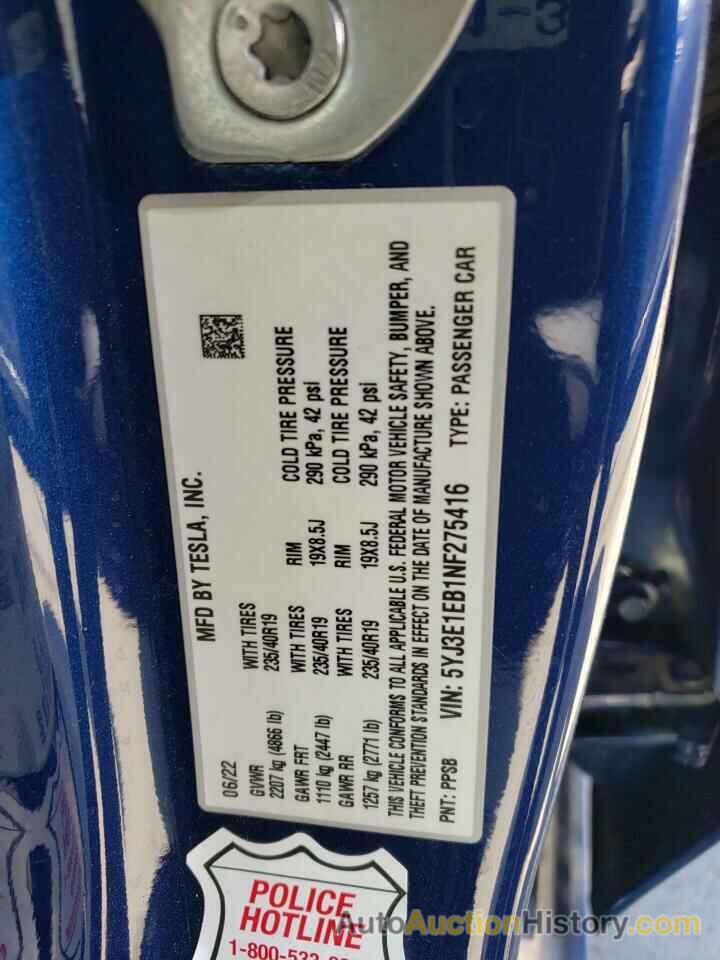 J-3
MFD BY TESLA, INC.
06/22
GVWR WITH TIRES RIM COLD TIRE PRESSURE
2207 kg (4866 lb) 235/40R19 19X8.5J 290 kPa, 42 psi
GAWR FRT WITH TIRES RIM COLD TIRE PRESSURE
1110 kg (2447 lb) 235/40R19 19X8.5J 290 kPa, 42 psi
GAWR RR
1257 kg (2771 lb) 235/40R19
THIS VEHICLE CONFORMS TO ALL APPLICABLE U.S. FEDERAL MOTOR VEHICLE SAFETY, BUMPER, AND
THEFT PREVENTION STANDARDS IN EFFECT ON THE DATE OF MANUFACTURE SHOWN ABOVE.
PNT: PPSB VIN: 5YJ3E1EB1NF275416 TYPE: PASSENGER CAR
POLICE
HOTLINE
1-800-533-
AutoAuctionHistory.com